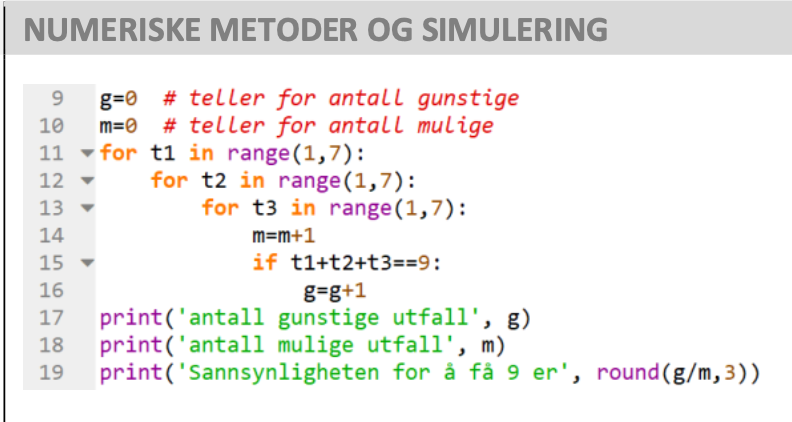 NUMERISKE METODER OG SIMULERING
9 g=0 # teller for antall gunstige
10 m=0 # teller for antall mulige
11 for t1 in range(1,7):
12 for t2 in range(1,7):
13 for t3 in range(1,7):
14 m=m+1
15 if t1+t2+t3==9:
16 g=g+1
17 print('antall gunstige utfall', g)
18 print('antall mulige utfall', m)
19 print('Sannsynligheten for å få 9 er', round(g/m,3))